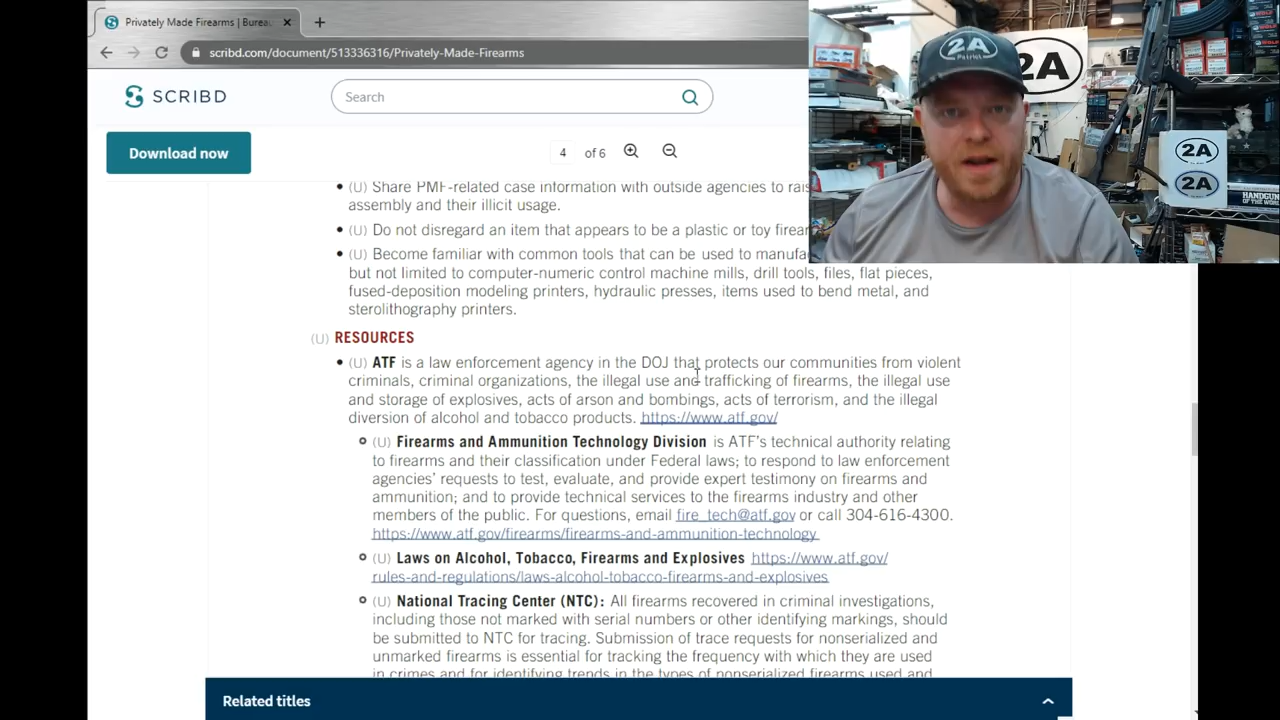 Privately Made Firearms | Bureau
scribd.com/document/513336316/Privately-Made-Firearms
SCRIBD
Search
Download now
4 of 6
• (U) Share PMF-related case information with outside agencies to rais
assembly and their illicit usage.
• (U) Do not disregard an item that appears to be a plastic or toy firear
• (U) Become familiar with common tools that can be used to manufac
but not limited to computer-numeric control machine mills, drill tools, files, flat pieces,
fused-deposition modeling printers, hydraulic presses, items used to bend metal, and
sterolithography printers.
(U) RESOURCES
• (U) ATF is a law enforcement agency in the DOJ that protects our communities from violent
criminals, criminal organizations, the illegal use and trafficking of firearms, the illegal use
and storage of explosives, acts of arson and bombings, acts of terrorism, and the illegal
diversion of alcohol and tobacco products. https://www.atf.gov/
(U) Firearms and Ammunition Technology Division is ATF's technical authority relating
to firearms and their classification under Federal laws; to respond to law enforcement
agencies' requests to test, evaluate, and provide expert testimony on firearms and
ammunition; and to provide technical services to the firearms industry and other
members of the public. For questions, email fire_tech@atf.gov or call 304-616-4300.
https://www.atf.gov/firearms/firearms-and-ammunition-technology
(U) Laws on Alcohol, Tobacco, Firearms and Explosives https://www.atf.gov/
rules-and-regulations/laws-alcohol-tobacco-firearms-and-explosives
(U) National Tracing Center (NTC): All firearms recovered in criminal investigations,
including those not marked with serial numbers or other identifying markings, should
be submitted to NTC for tracing. Submission of trace requests for nonserialized and
unmarked firearms is essential for tracking the frequency with which they are used
in crimes and for identifying trends in the types of nonserialized firearms used and
Related titles
2A
Patriot
2A
2A
2A
HANDGUN
OF THE WOR